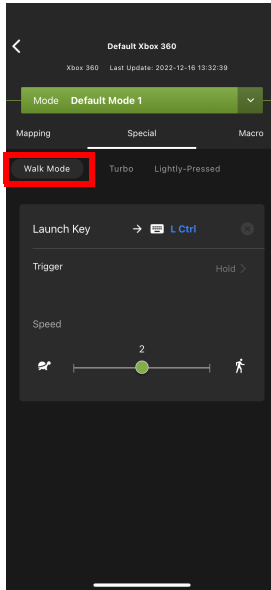 Default Xbox 360
Xbox 360 Last Update: 2022-12-16 13:32:39
Mode Default Mode 1
Mapping Special Macro
Walk Mode Turbo Lightly-Pressed
Launch Key → L Ctrl
Trigger Hold >
Speed
2